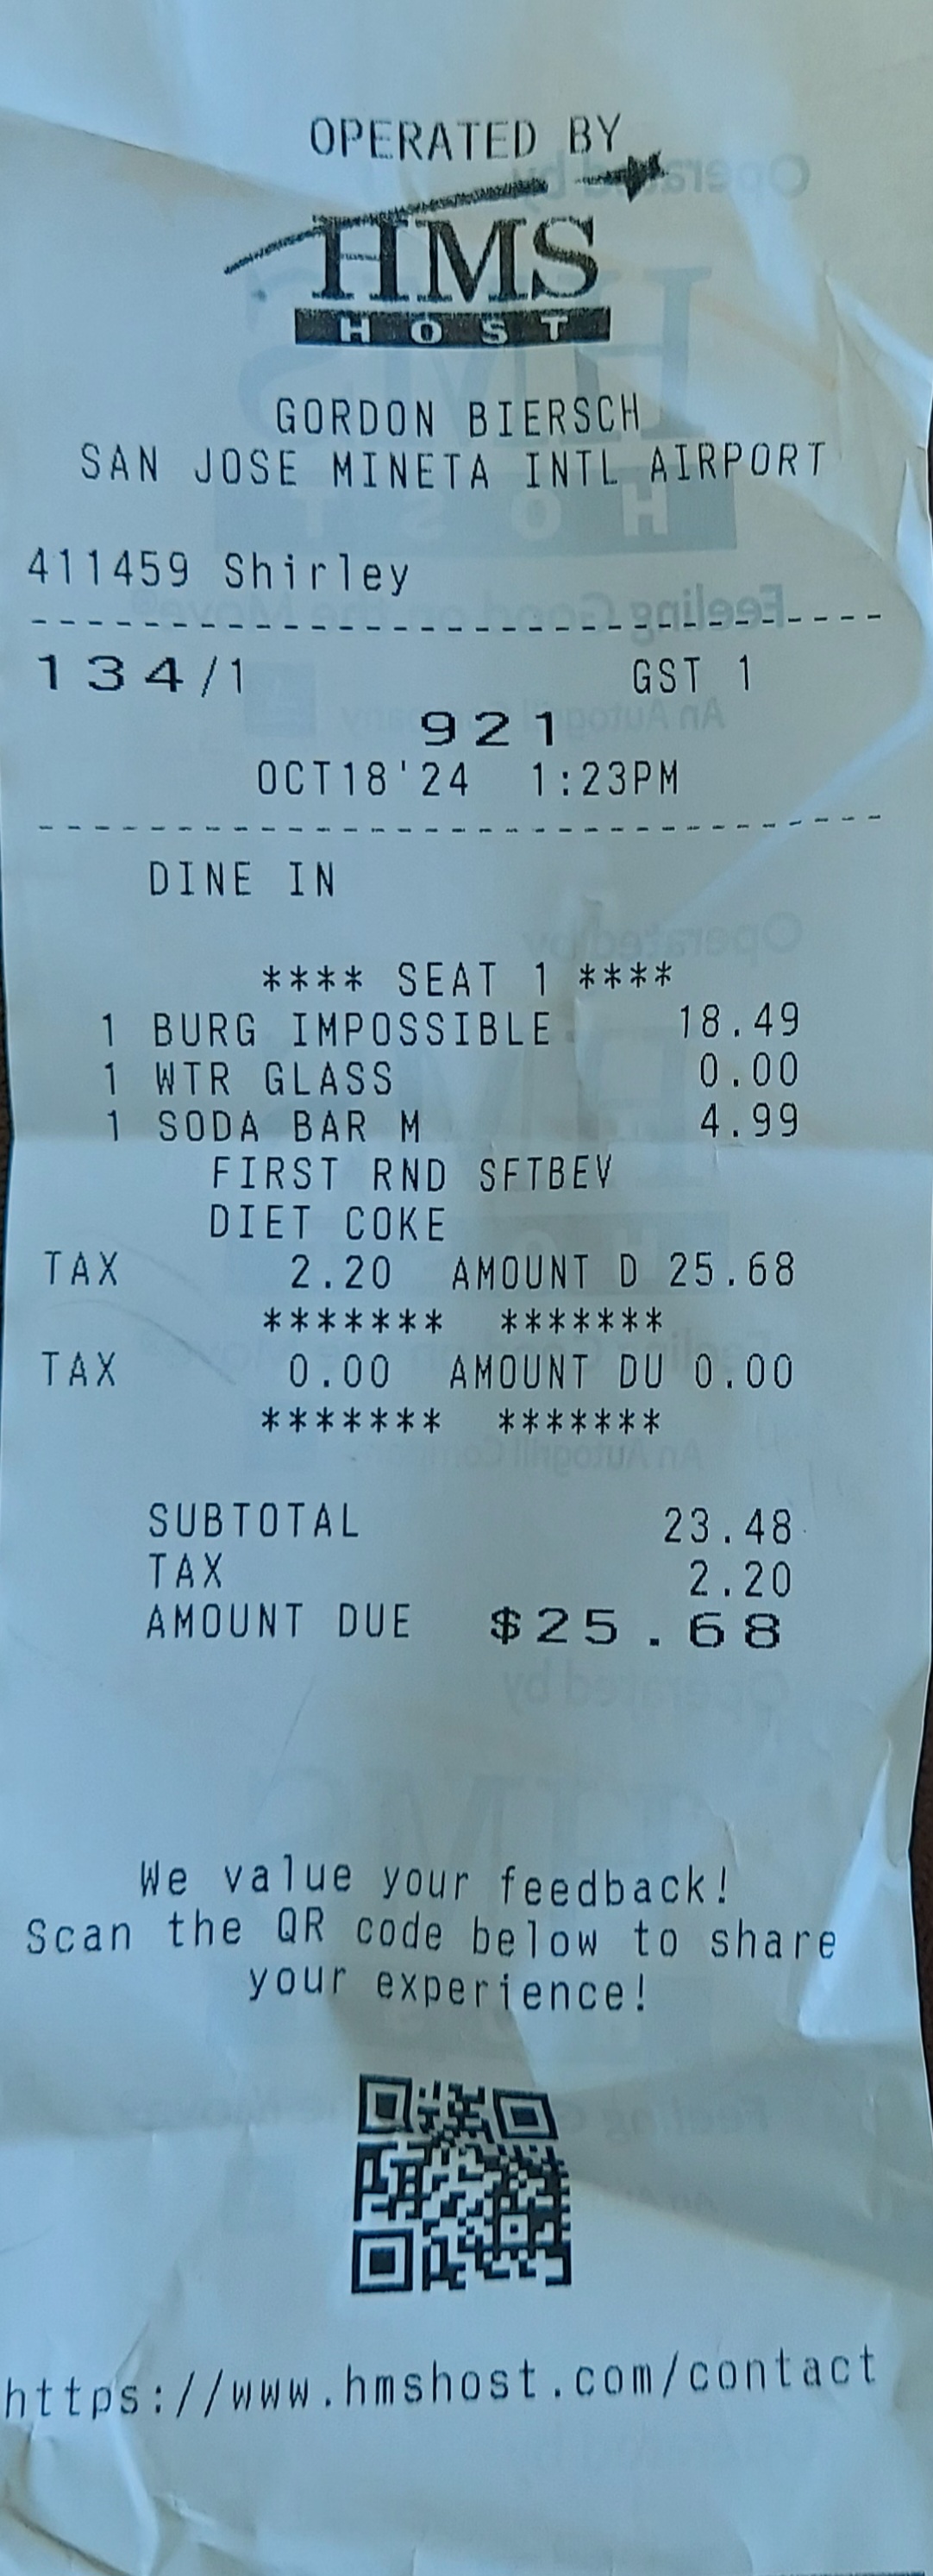 OPERATED BY
HMS
HOST
GORDON BIERSCH
SAN JOSE MINETA INTL AIRPORT
411459 Shirley
134/1 GST 1
921
OCT18'24 1:23PM
DINE IN
**** SEAT 1 ****
1 BURG IMPOSSIBLE 18.49
1 WTR GLASS 0.00
1 SODA BAR M 4.99
FIRST RND SFTBEV
DIET COKE
TAX 2.20 AMOUNT D 25.68
******* *******
TAX 0.00 AMOUNT DU 0.00
******* *******
SUBTOTAL 23.48
TAX 2.20
AMOUNT DUE $25.68
We value your feedback!
Scan the QR code below to share
your experience!
https://www.hmshost.com/contact